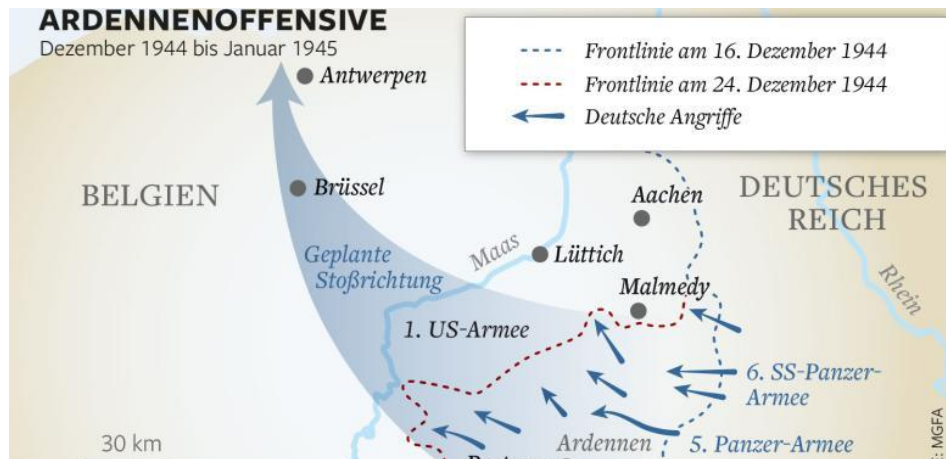 ARDENNENOFFENSIVE
Dezember 1944 bis Januar 1945
Frontlinie am 16. Dezember 1944
Frontlinie am 24. Dezember 1944
Deutsche Angriffe
Antwerpen
BELGIEN
Brüssel
Aachen
DEUTSCHES
REICH
Geplante
Stoßrichtung
Maas
Lüttich
Malmedy
Rhein
1. US-Armee
6. SS-Panzer-
Armee
30 km
Ardennen
5. Panzer-Armee
MGFA